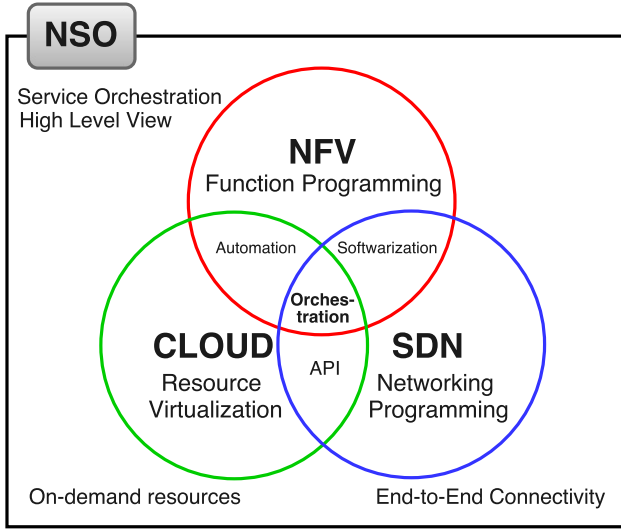 NSO
Service Orchestration
High Level View
NFV
Function Programming
Automation
Softwarization
Orches-
tration
CLOUD
SDN
API
Resource
Virtualization
Networking
Programming
On-demand resources
End-to-End Connectivity